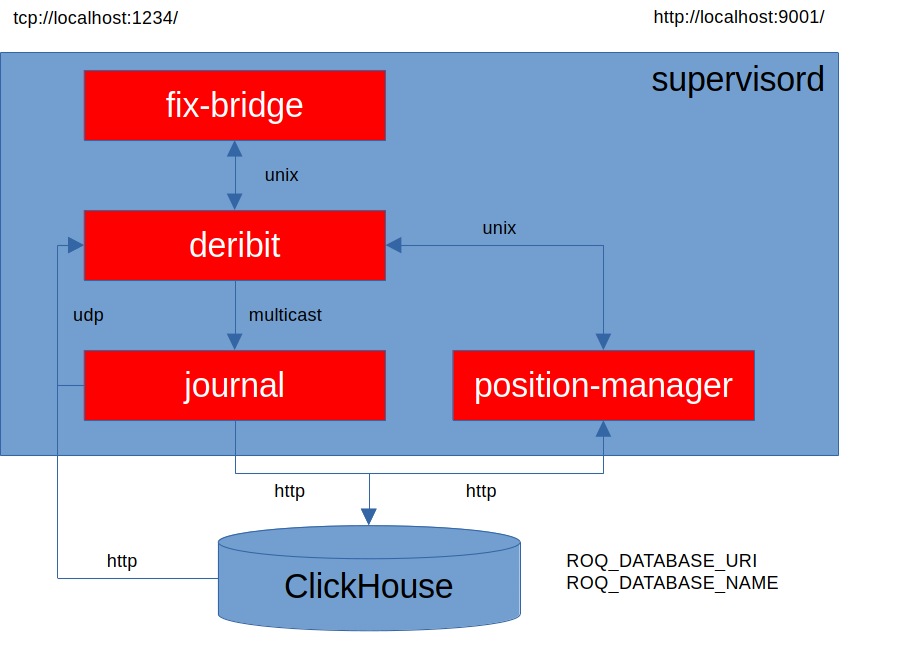 tcp://localhost:1234/
http://localhost:9001/
supervisord
fix-bridge
unix
deribit
unix
udp
multicast
journal
position-manager
http
http
http
ClickHouse
ROQ_DATABASE_URI
ROQ_DATABASE_NAME